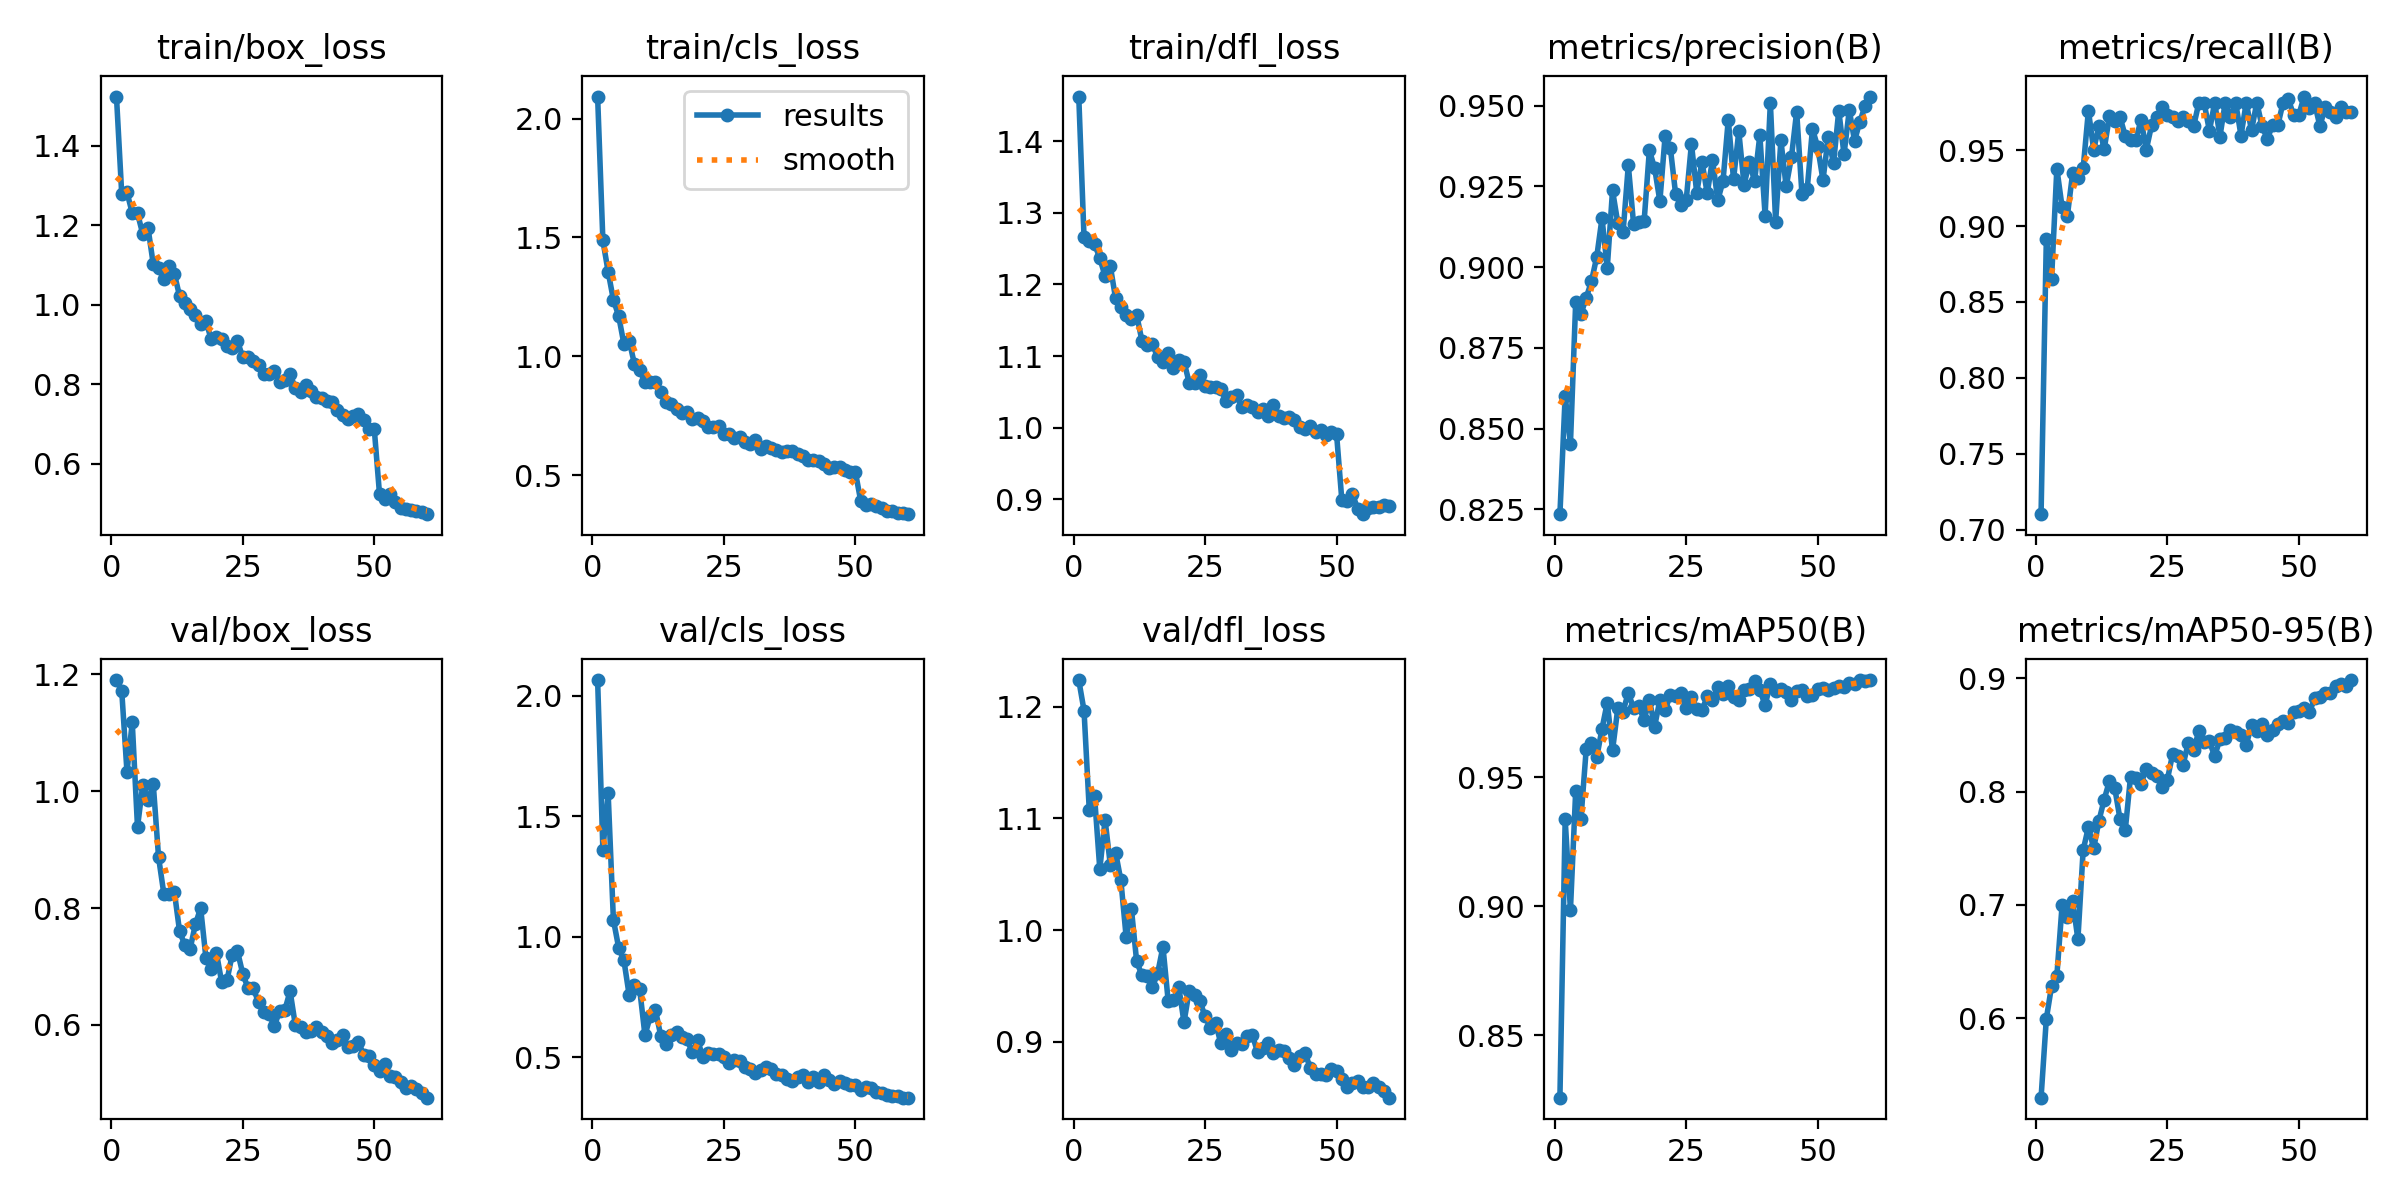 train/box_loss
train/cls_loss
train/dfl_loss
metrics/precision(B)
metrics/recall(B)
results
smooth
1.4
1.2
1.0
0.8
0.6
0 25 50
2.0
1.5
1.0
0.5
0 25 50
1.4
1.3
1.2
1.1
1.0
0.9
0 25 50
0.950
0.925
0.900
0.875
0.850
0.825
0 25 50
0.95
0.90
0.85
0.80
0.75
0.70
0 25 50
val/box_loss
val/cls_loss
val/dfl_loss
metrics/mAP50(B)
metrics/mAP50-95(B)
1.2
1.0
0.8
0.6
0 25 50
2.0
1.5
1.0
0.5
0 25 50
1.2
1.1
1.0
0.9
0 25 50
0.95
0.90
0.85
0 25 50
0.9
0.8
0.7
0.6
0 25 50